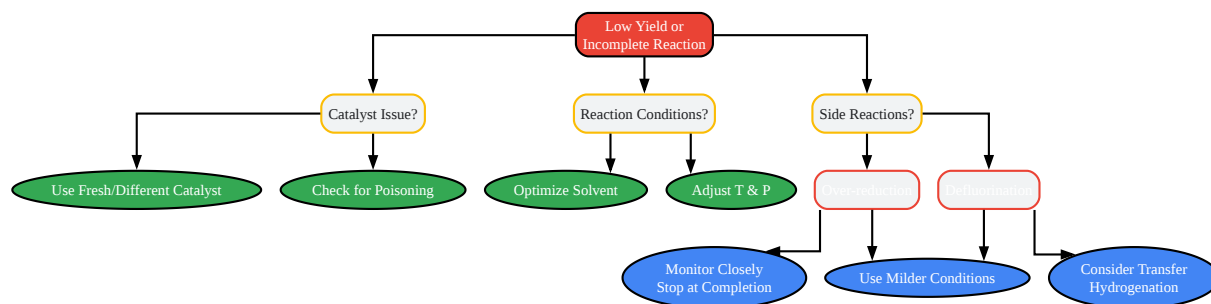 Low Yield or
Incomplete Reaction
Catalyst Issue?
Reaction Conditions?
Side Reactions?
Use Fresh/Different Catalyst
Check for Poisoning
Optimize Solvent
Adjust T & P
Over-reduction
Defluorination
Monitor Closely
Stop at Completion
Use Milder Conditions
Consider Transfer
Hydrogenation